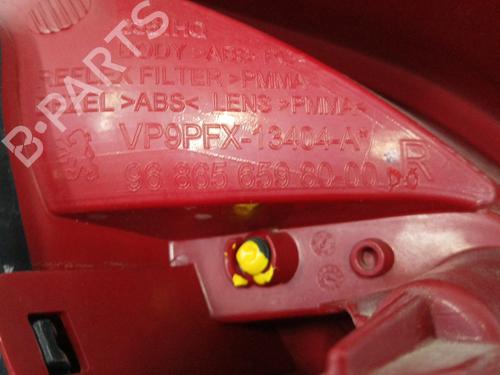 BODY >ABS+PC<
REFLEX FILTER >PMMA<
>ABS< LENS >PMMA<
VP9PFX-13404-A*
R
96 865 659 80-00
B-PARTS